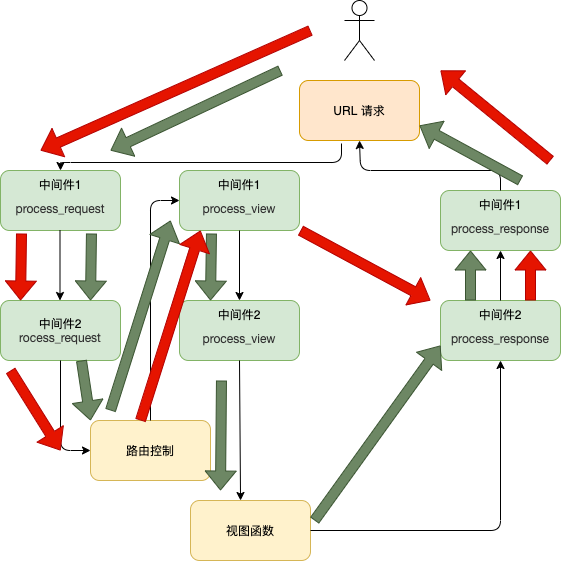 URL 请求
中间件1
process_request
中间件1
process_view
中间件1
process_response
中间件2
rocess_request
中间件2
process_view
中间件2
process_response
路由控制
视图函数